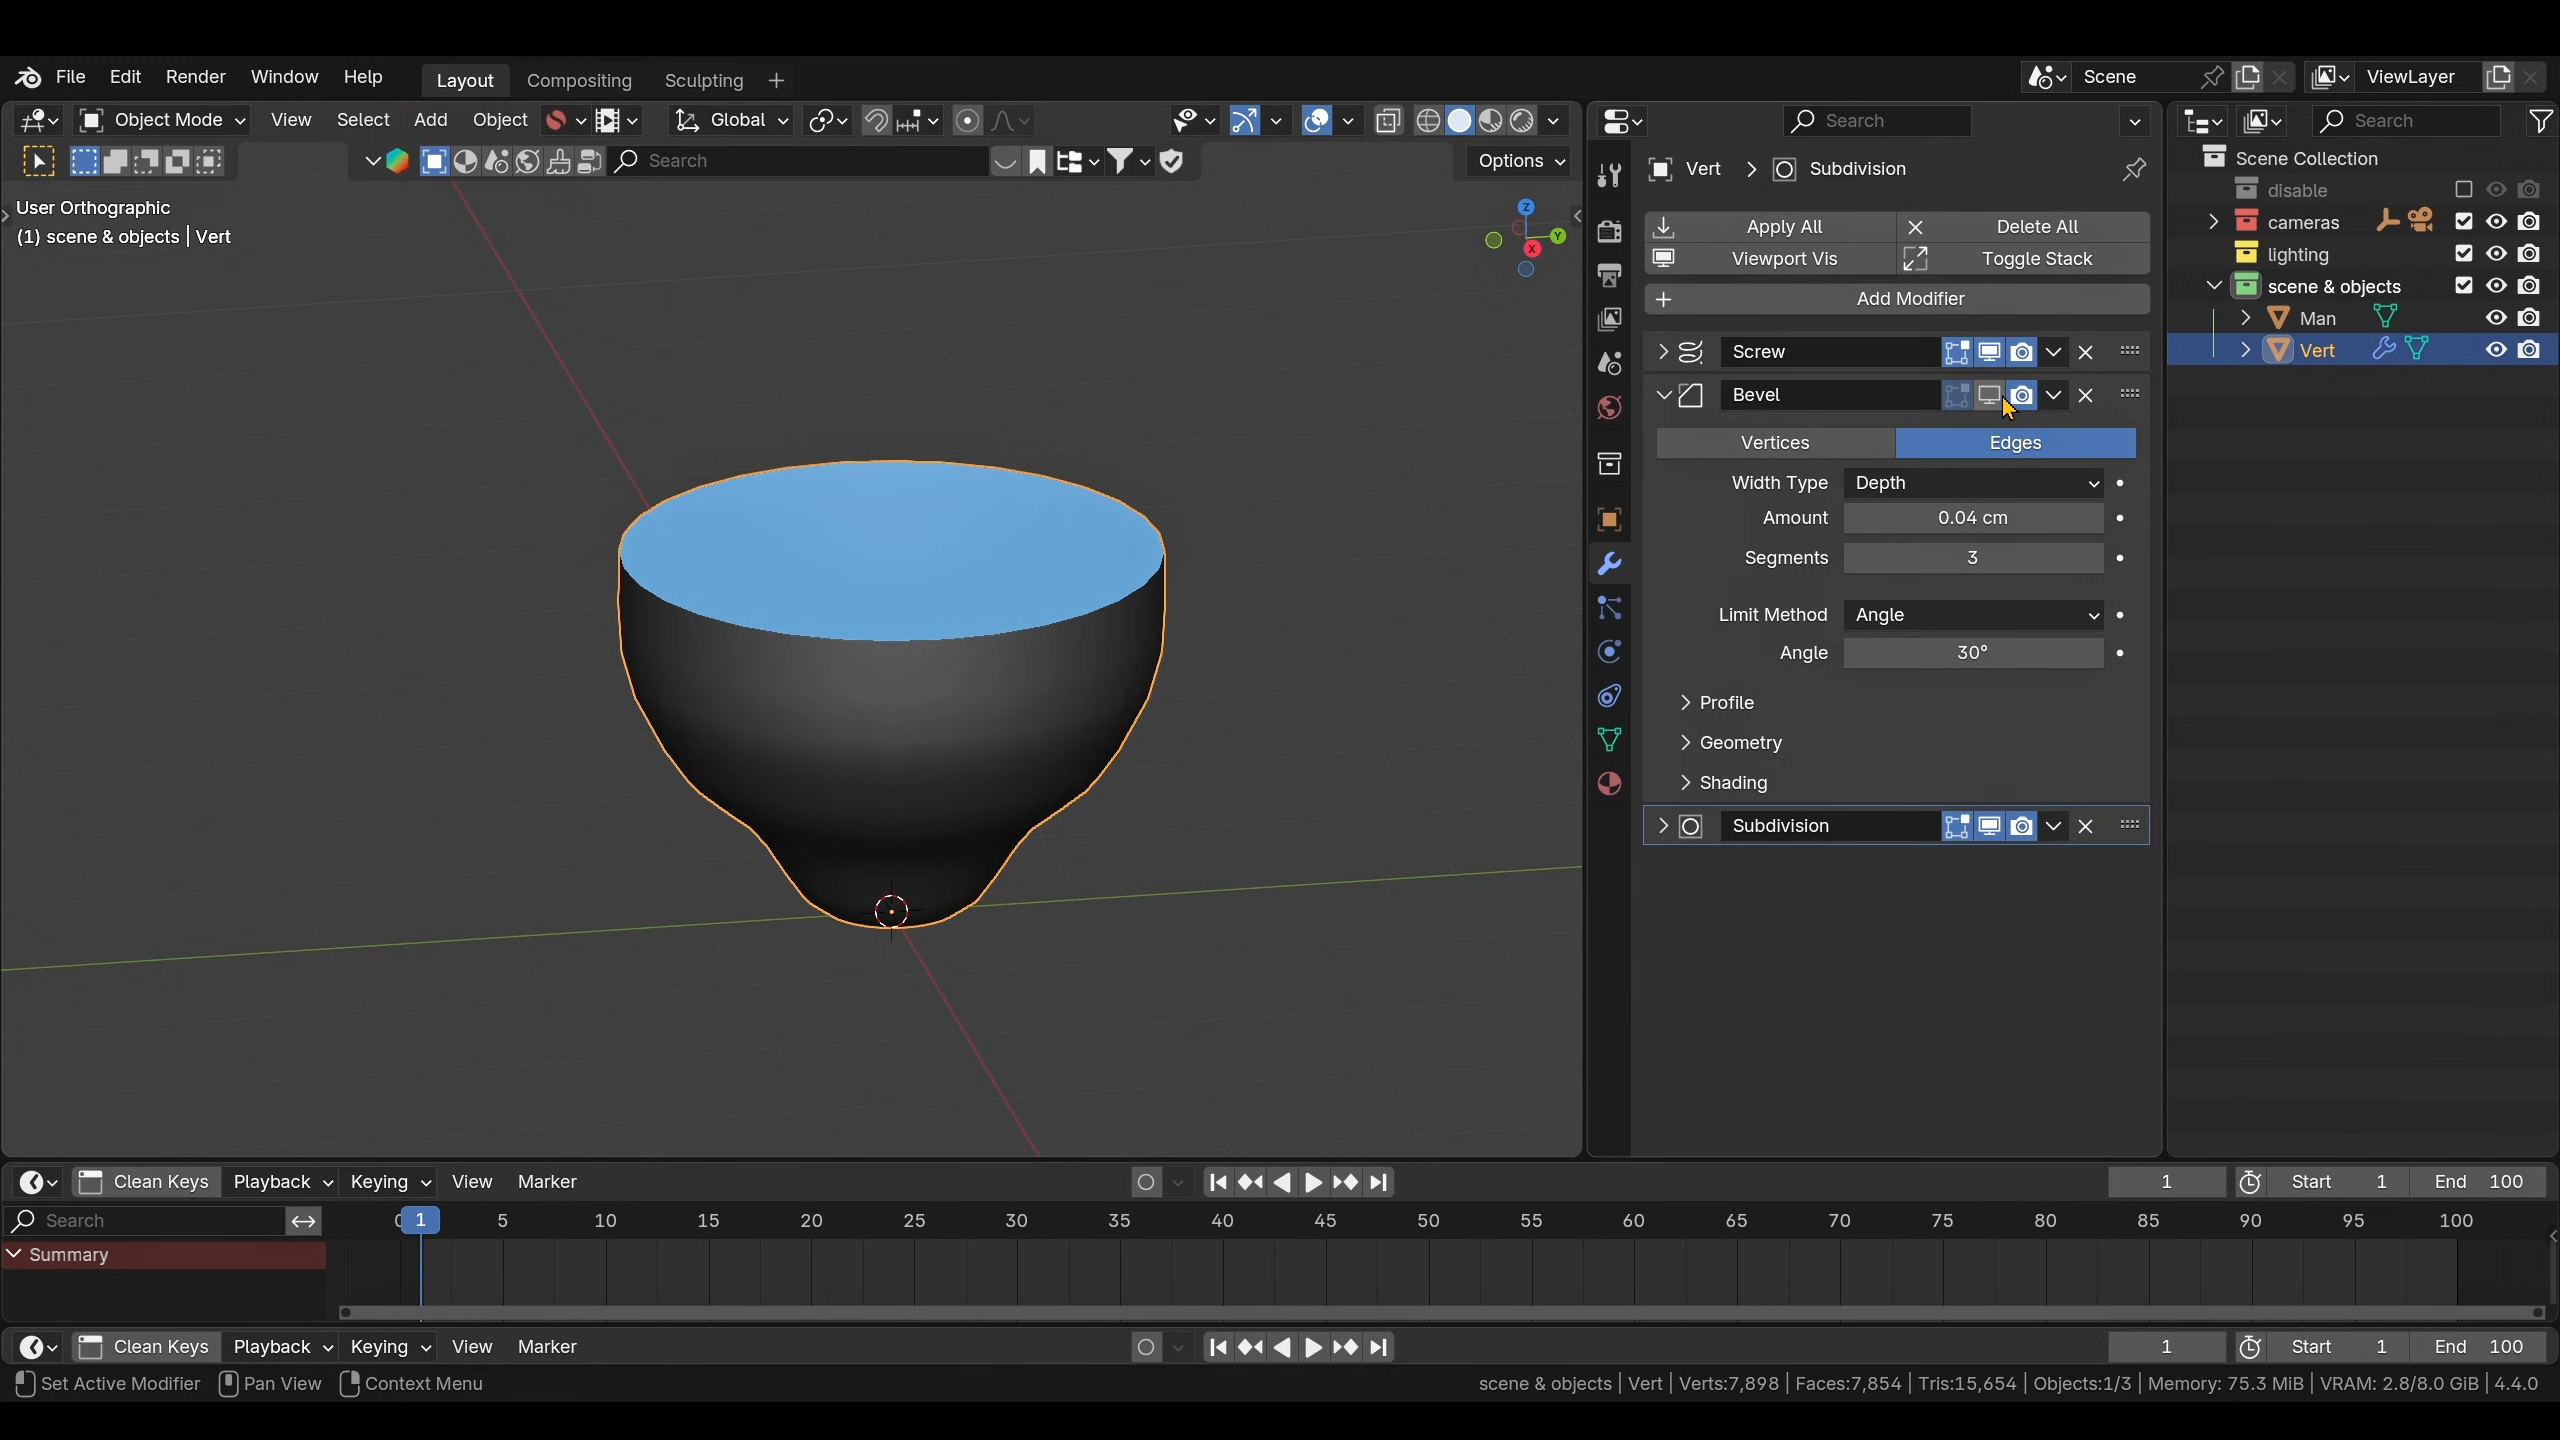 File Edit Render Window Help Layout Compositing Sculpting Scene ViewLayer
Object Mode View Select Add Object Global Search Search
Search Options
User Orthographic
(1) scene & objects | Vert
Z
Y
X
Vert Subdivision
Apply All Delete All
Viewport Vis Toggle Stack
Add Modifier
Screw
Bevel
Vertices Edges
Width Type Depth
Amount 0.04 cm
Segments 3
Limit Method Angle
Angle 30°
Profile
Geometry
Shading
Subdivision
Scene Collection
disable
cameras
lighting
scene & objects
Man
Vert
Clean Keys Playback Keying View Marker 1 Start 1 End 100
Search 1 5 10 15 20 25 30 35 40 45 50 55 60 65 70 75 80 85 90 95 100
Summary
Clean Keys Playback Keying View Marker 1 Start 1 End 100
Set Active Modifier Pan View Context Menu scene & objects | Vert | Verts:7,898 | Faces:7,854 | Tris:15,654 | Objects:1/3 | Memory: 75.3 MiB | VRAM: 2.8/8.0 GiB | 4.4.0